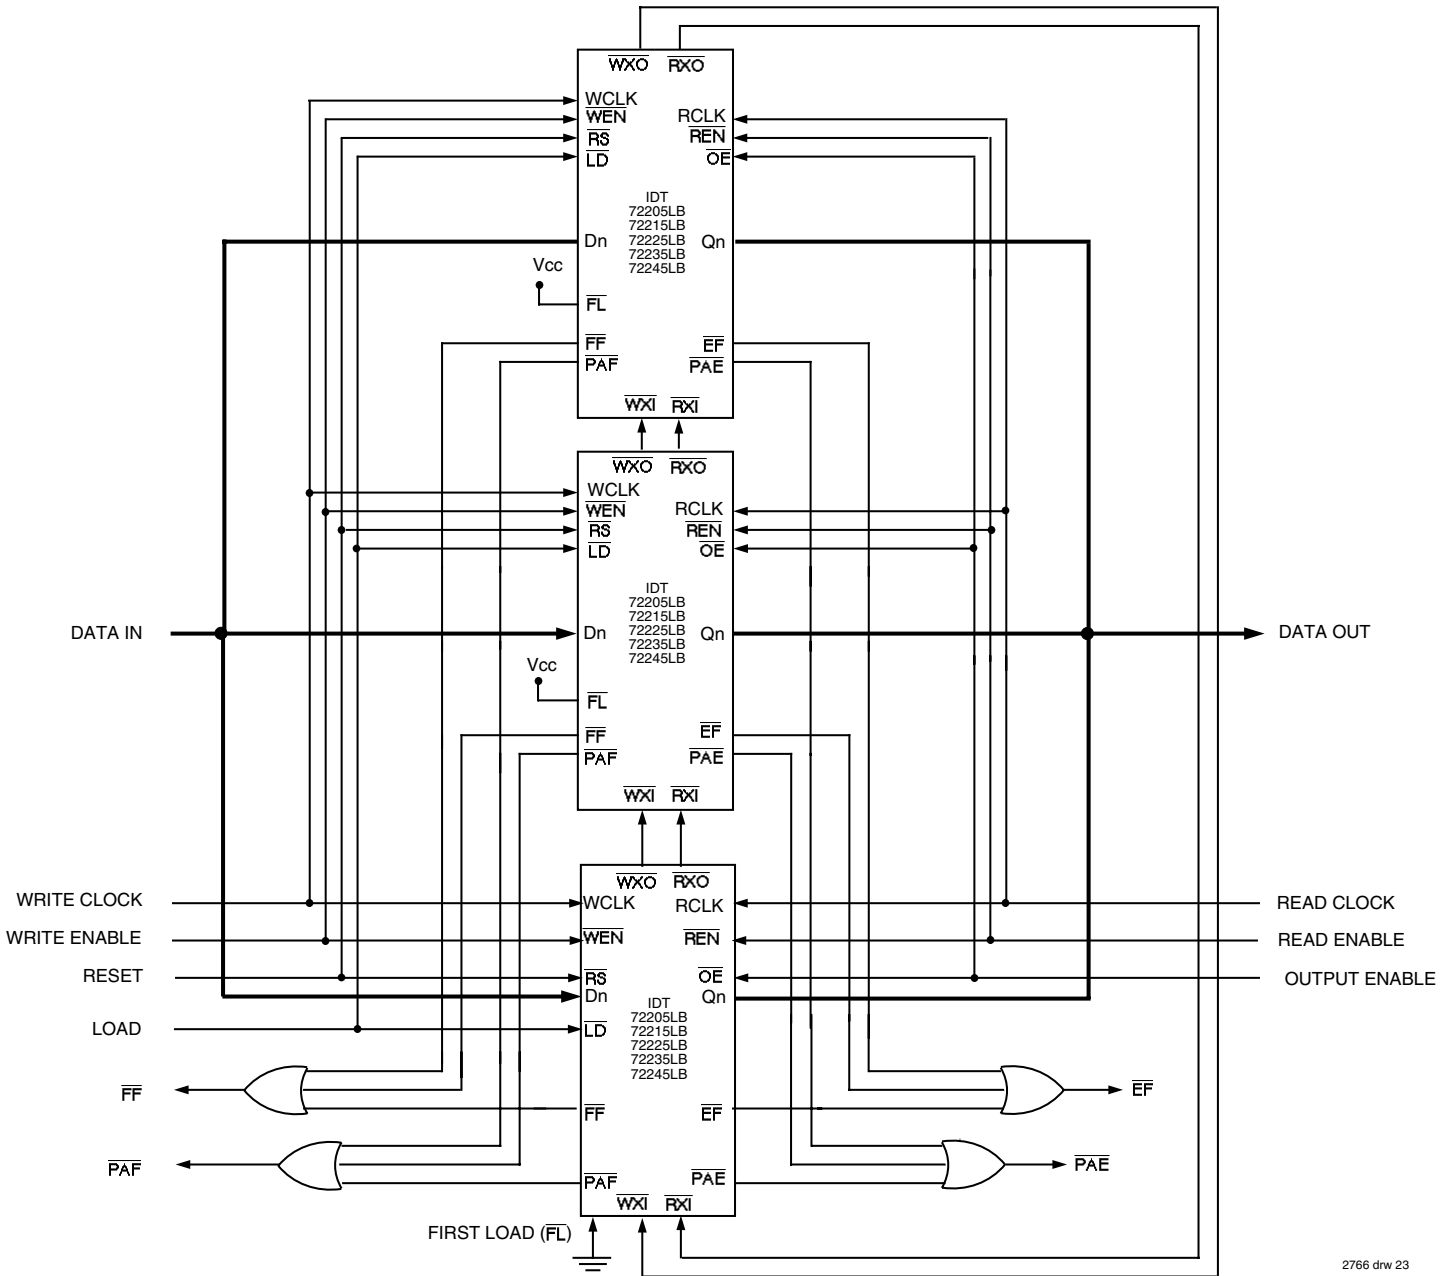 WXO RXO
WCLK
WEN RCLK
RS REN
LD OE
IDT
72205LB
72215LB
Dn 72225LB Qn
72235LB
72245LB
Vcc
FL
FF EF
PAF PAE
WXI RXI
WXO RXO
WCLK
WEN RCLK
RS REN
LD OE
IDT
72205LB
72215LB
DATA IN Dn 72225LB Qn DATA OUT
72235LB
72245LB
Vcc
FL
FF EF
PAF PAE
WXI RXI
WXO RXO
WRITE CLOCK WCLK RCLK READ CLOCK
WRITE ENABLE WEN REN READ ENABLE
RESET RS OE OUTPUT ENABLE
Dn IDT Qn
72205LB
LOAD LD 72215LB
72225LB
72235LB
72245LB
FF EF
FF EF
PAF PAE
PAF PAE
WXI RXI
FIRST LOAD (FL)
2766 drw 23